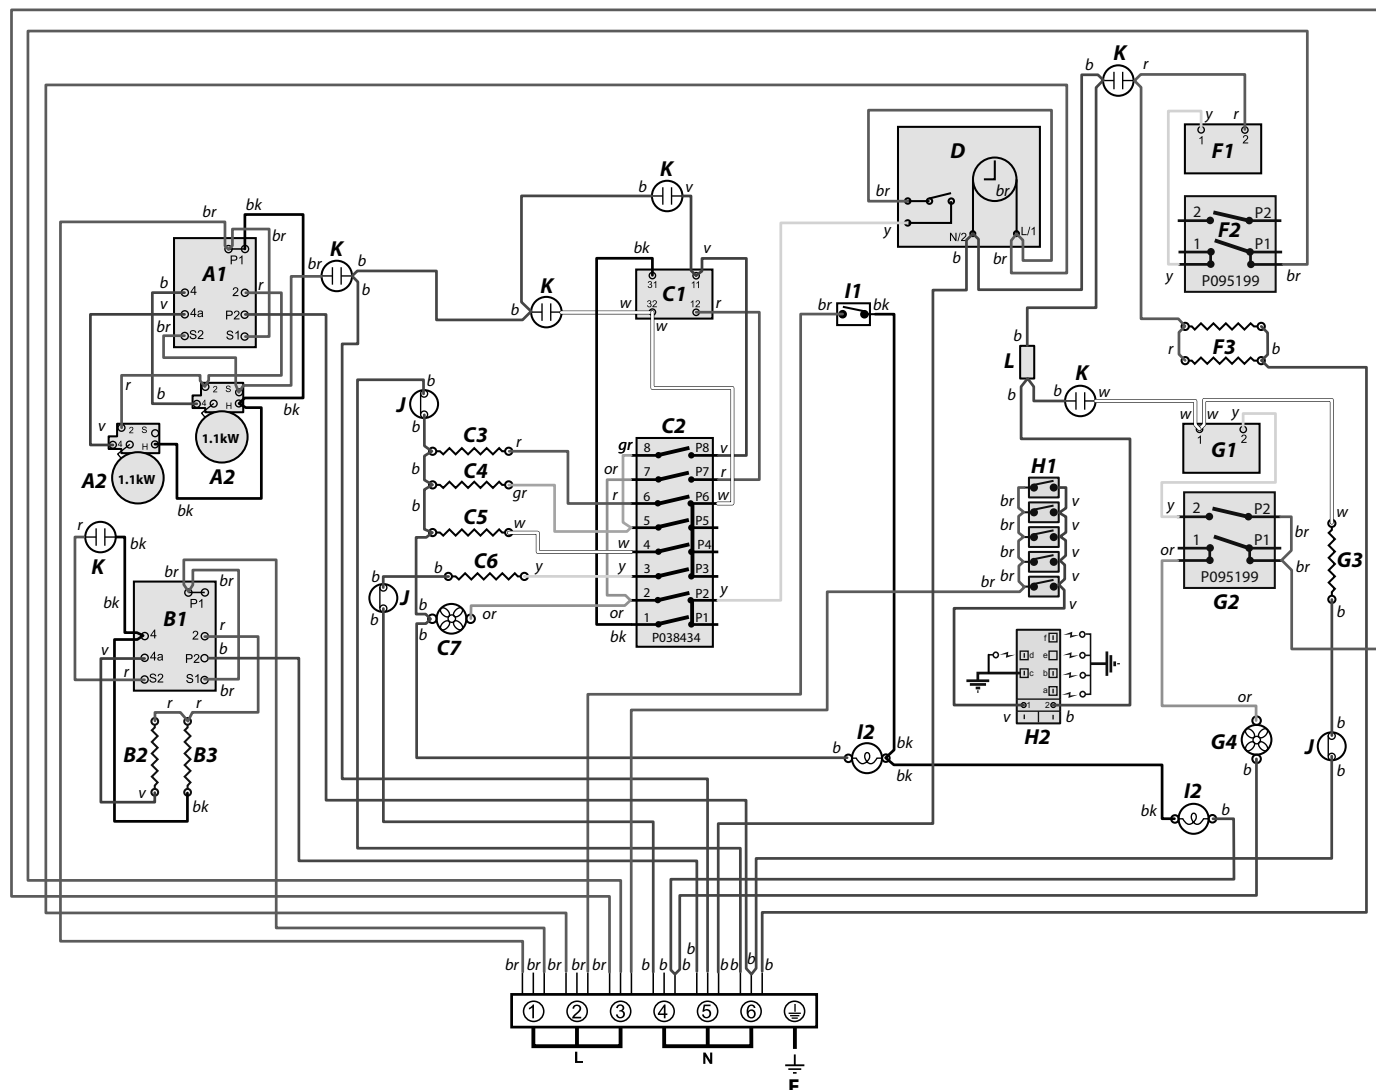 b K r
y r
1 2
F1
D
br br
y
N/2 L/1
b br
2 P2
F2
1 P1
y P095199 br
K
b v
br bk
br
P1
A1
b 4 2 r
v 4a P2
br S2 S1
br K b
b
K
b w
bk v
31 11
C1
32 12
w r
I1
br bk
r F3 b
b
L
b K
b w
r 2 S
b 4 H
bk
1.1kW
A2
v 2 S
4 H
1.1kW
A2
bk
b
J
b
C3 r
b C4
gr
b C5 w
C6
b y
J
b
b or
b
C7
C2
gr 8 P8 v
or 7 P7 r
r 6 P6 w
5 P5
w 4 P4
y 3 P3
2 P2 y
1 P1
bk P038434
w w y
1 2
G1
H1
br v
br v
br v
br v
br v
y 2 P2
br
or 1 P1
br
P095199
G2
w
G3
b
r K bk
br br
P1
bk B1
4 2 r
v 4a P2 b
r S2 S1
br
r r
B2 B3
v bk
f
d e
c b
a
1 2
v b
H2
or
G4
b
b
J
b
I2
b bk
bk
I2
bk b
br br br br br br b b b b b b b b b
1 2 3 4 5 6
L N
E